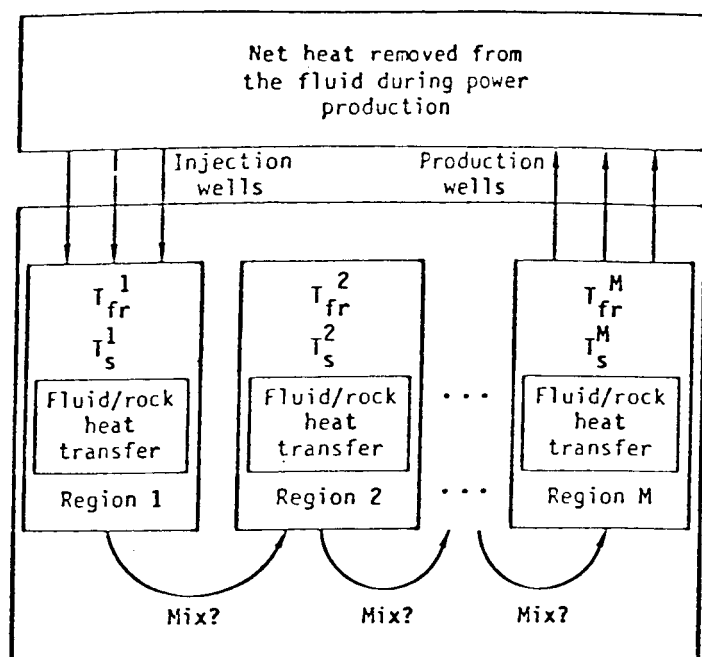 Net heat removed from
the fluid during power
production
Injection
wells
Production
wells
T_fr^1
T_s^1
Fluid/rock
heat
transfer
Region 1
T_fr^2
T_s^2
Fluid/rock
heat
transfer
Region 2
...
...
T_fr^M
T_s^M
Fluid/rock
heat
transfer
Region M
Mix?
Mix?
Mix?